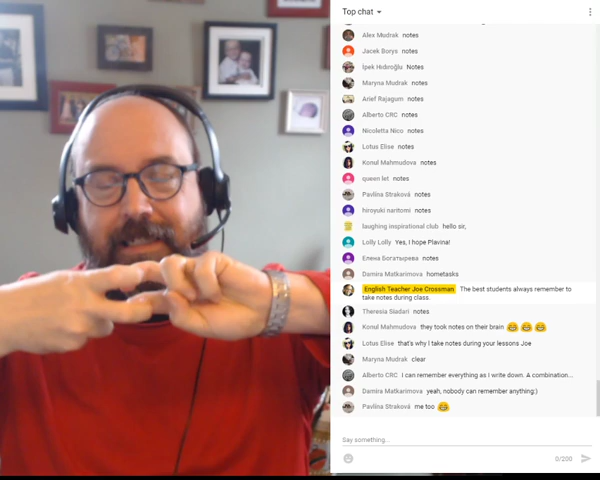 Top chat
Alex Mudrak notes
Jacek Borys notes
İpek Hıdıroğlu Notes
Maryna Mudrak notes
Arief Rajagum notes
Alberto CRC notes
Nicoletta Nico notes
Lotus Elise notes
Konul Mahmudova notes
queen let notes
Pavlína Straková notes
hiroyuki naritomi notes
laughing inspirational club hello sir,
Lolly Lolly Yes, I hope Plavina!
Елена Богатырева notes
Damira Matkarimova hometasks
English Teacher Joe Crossman The best students always remember to
take notes during class.
Theresia Siadari notes
Konul Mahmudova they took notes on their brain 😂 😂 😂
Lotus Elise that's why I take notes during your lessons Joe
Maryna Mudrak clear
Alberto CRC I can remember everything as I write down. A combination...
Damira Matkarimova yeah, nobody can remember anything:)
Pavlína Straková me too 😂
Say something...
0/200